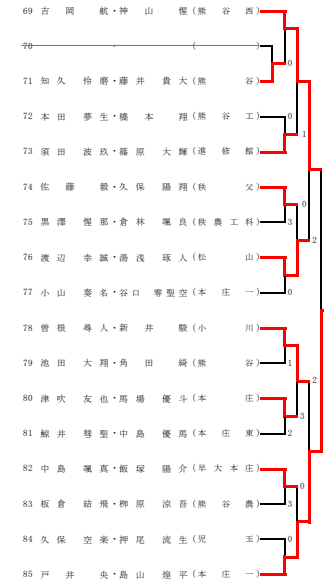 69 吉岡 航・神山 惺(熊谷西)
70 ・ ( )
0
71 知久 怜磨・藤井 貴大(熊谷)
72 本田 夢生・橋本 翔(熊谷工) 0
1
73 須田 波玖・篠原 大輝(進修館)
74 佐藤 毅・久保 陽翔(秩父)
0
75 黒澤 惺那・倉林 颯良(秩農工科) 3
2
76 渡辺 幸誠・湯浅 琢人(松山)
77 小山 奏名・谷口 零聖空(本庄一) 0
78 曽根 尋人・新井 駿(小川)
79 池田 大翔・角田 綺(熊谷) 1
2
80 津吹 友也・馬場 優斗(本庄)
3
81 鯨井 彗聖・中島 優馬(本庄東) 2
82 中島 颯真・飯塚 陽介(早大本庄)
0
83 板倉 結飛・栁原 涼吾(熊谷農) 3
84 久保 空楽・押尾 流生(児玉) 0
85 戸井 央・島山 煌平(本庄一)